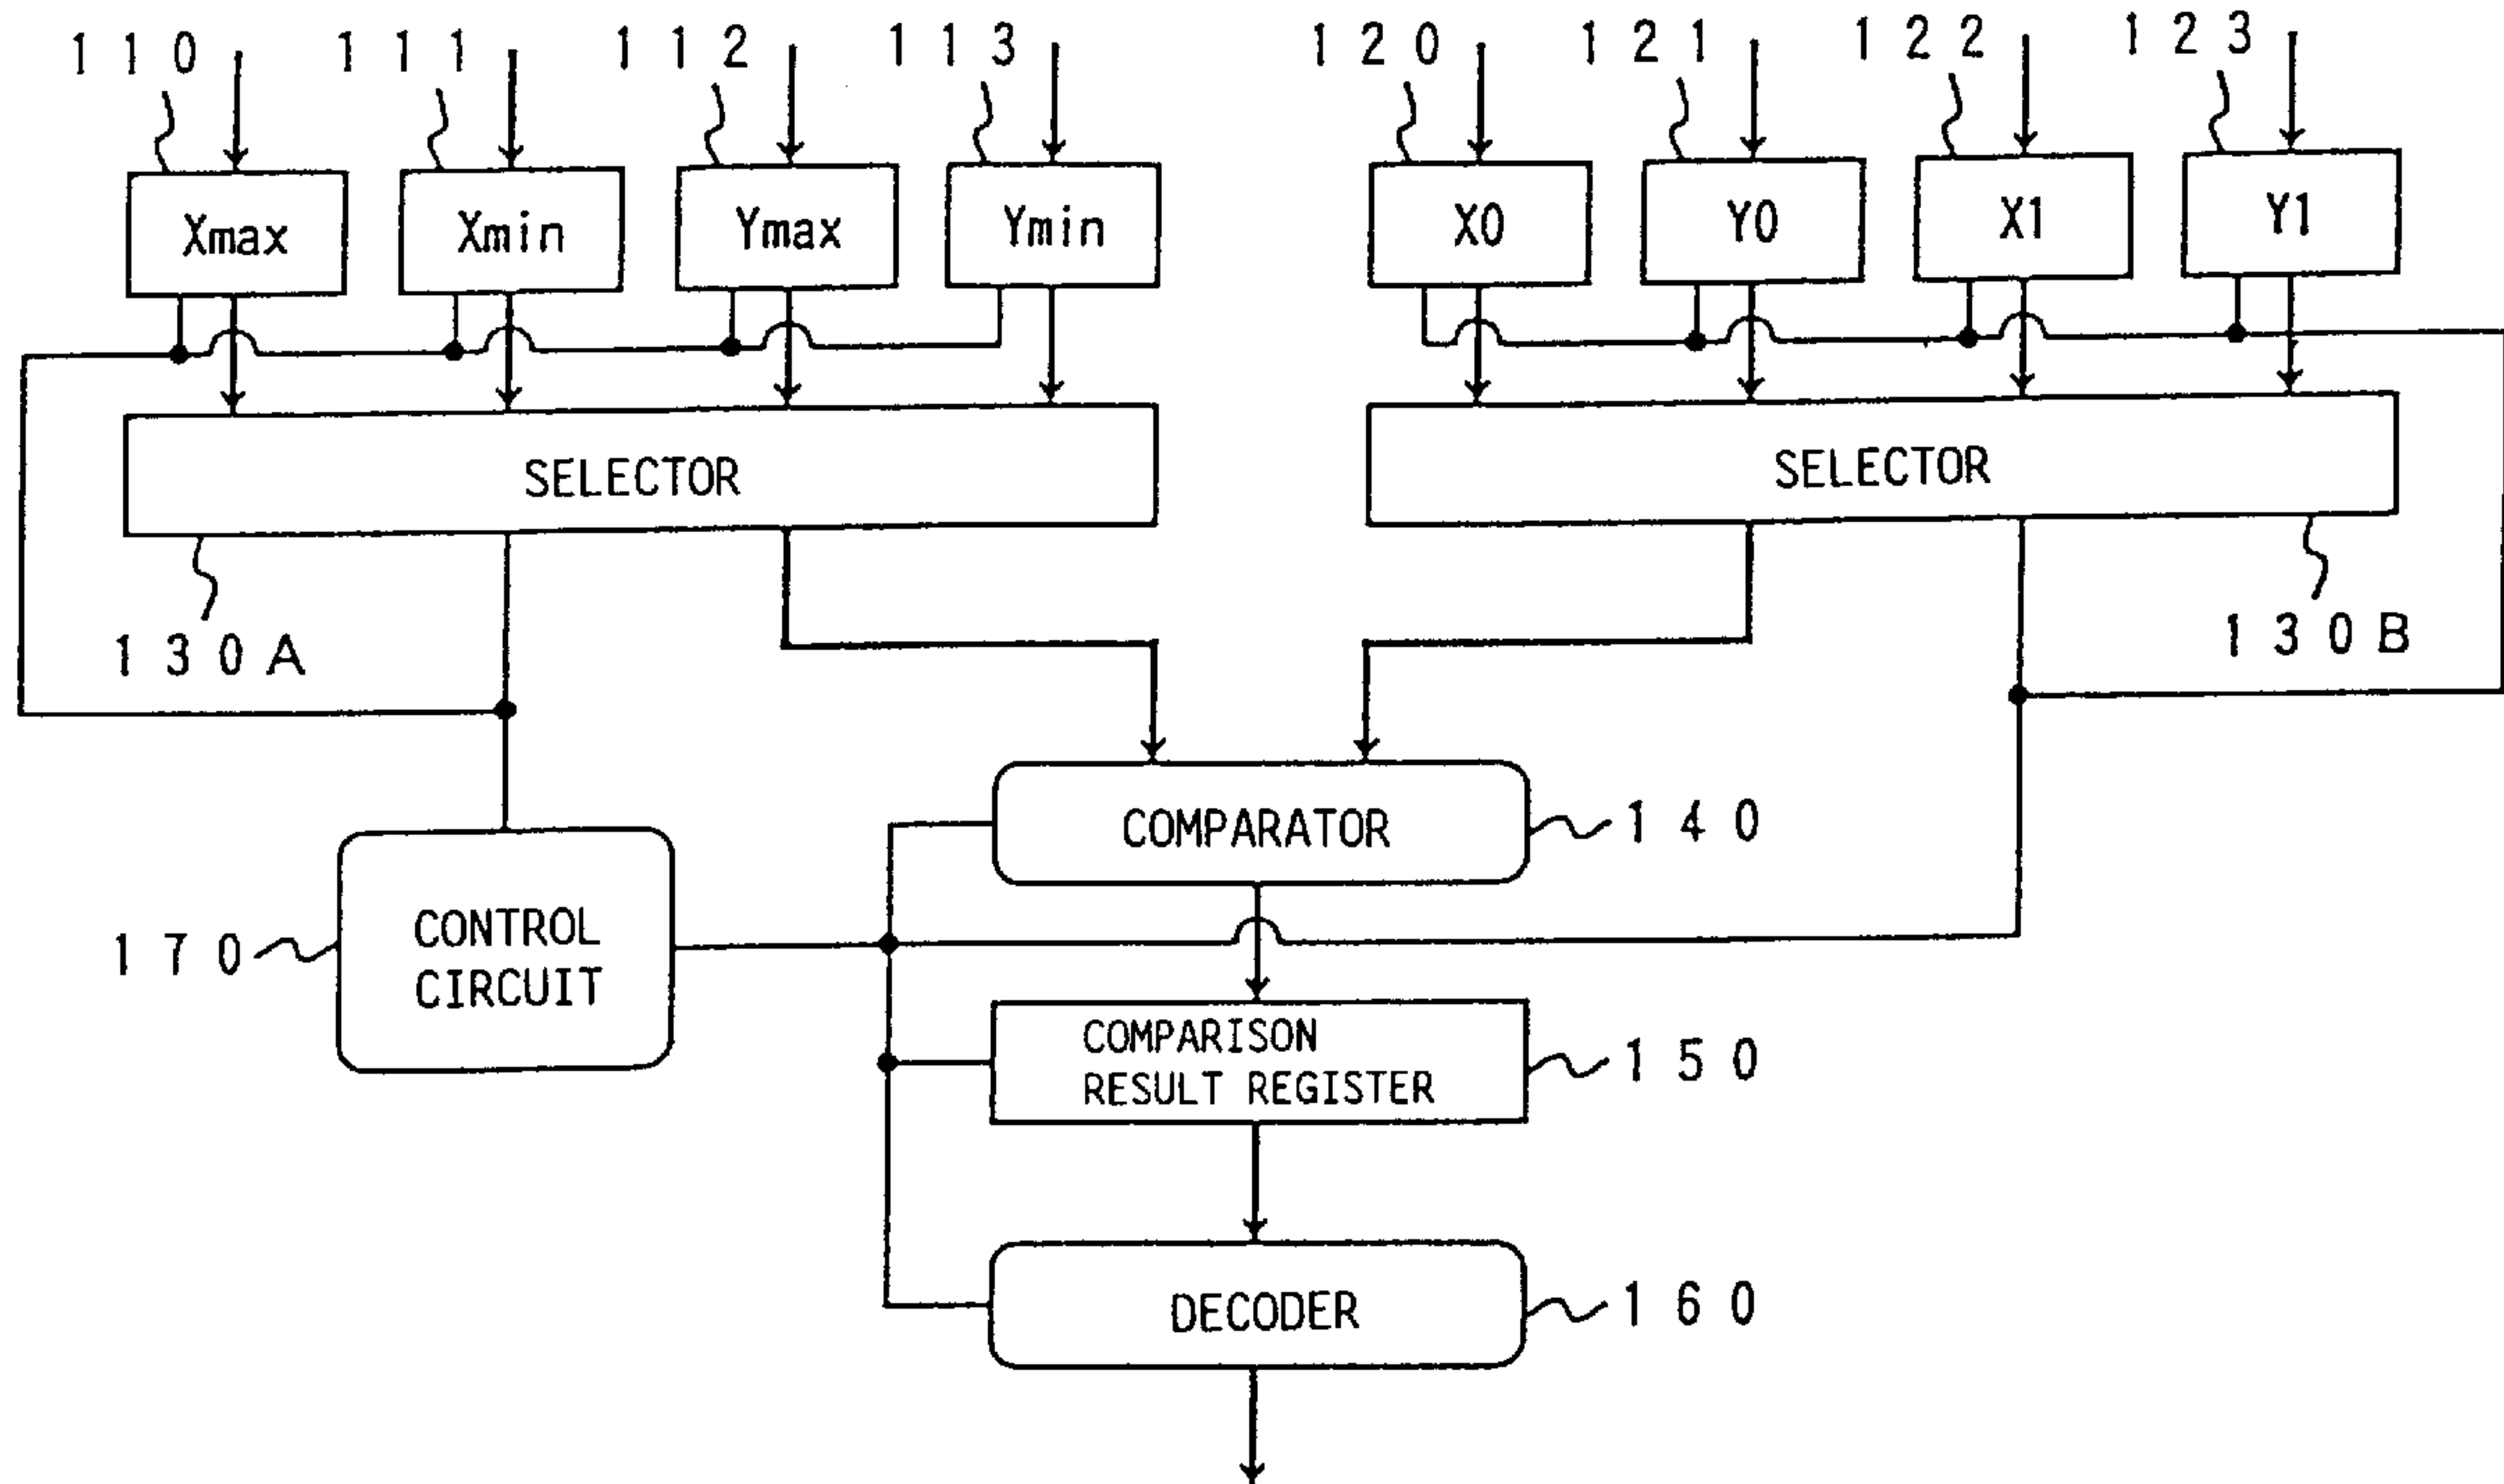 110 111 112 113 120 121 122 123
Xmax Xmin Ymax Ymin X0 Y0 X1 Y1
SELECTOR SELECTOR
130A 130B
COMPARATOR 140
CONTROL
CIRCUIT
170
COMPARISON
RESULT REGISTER
150
DECODER 160